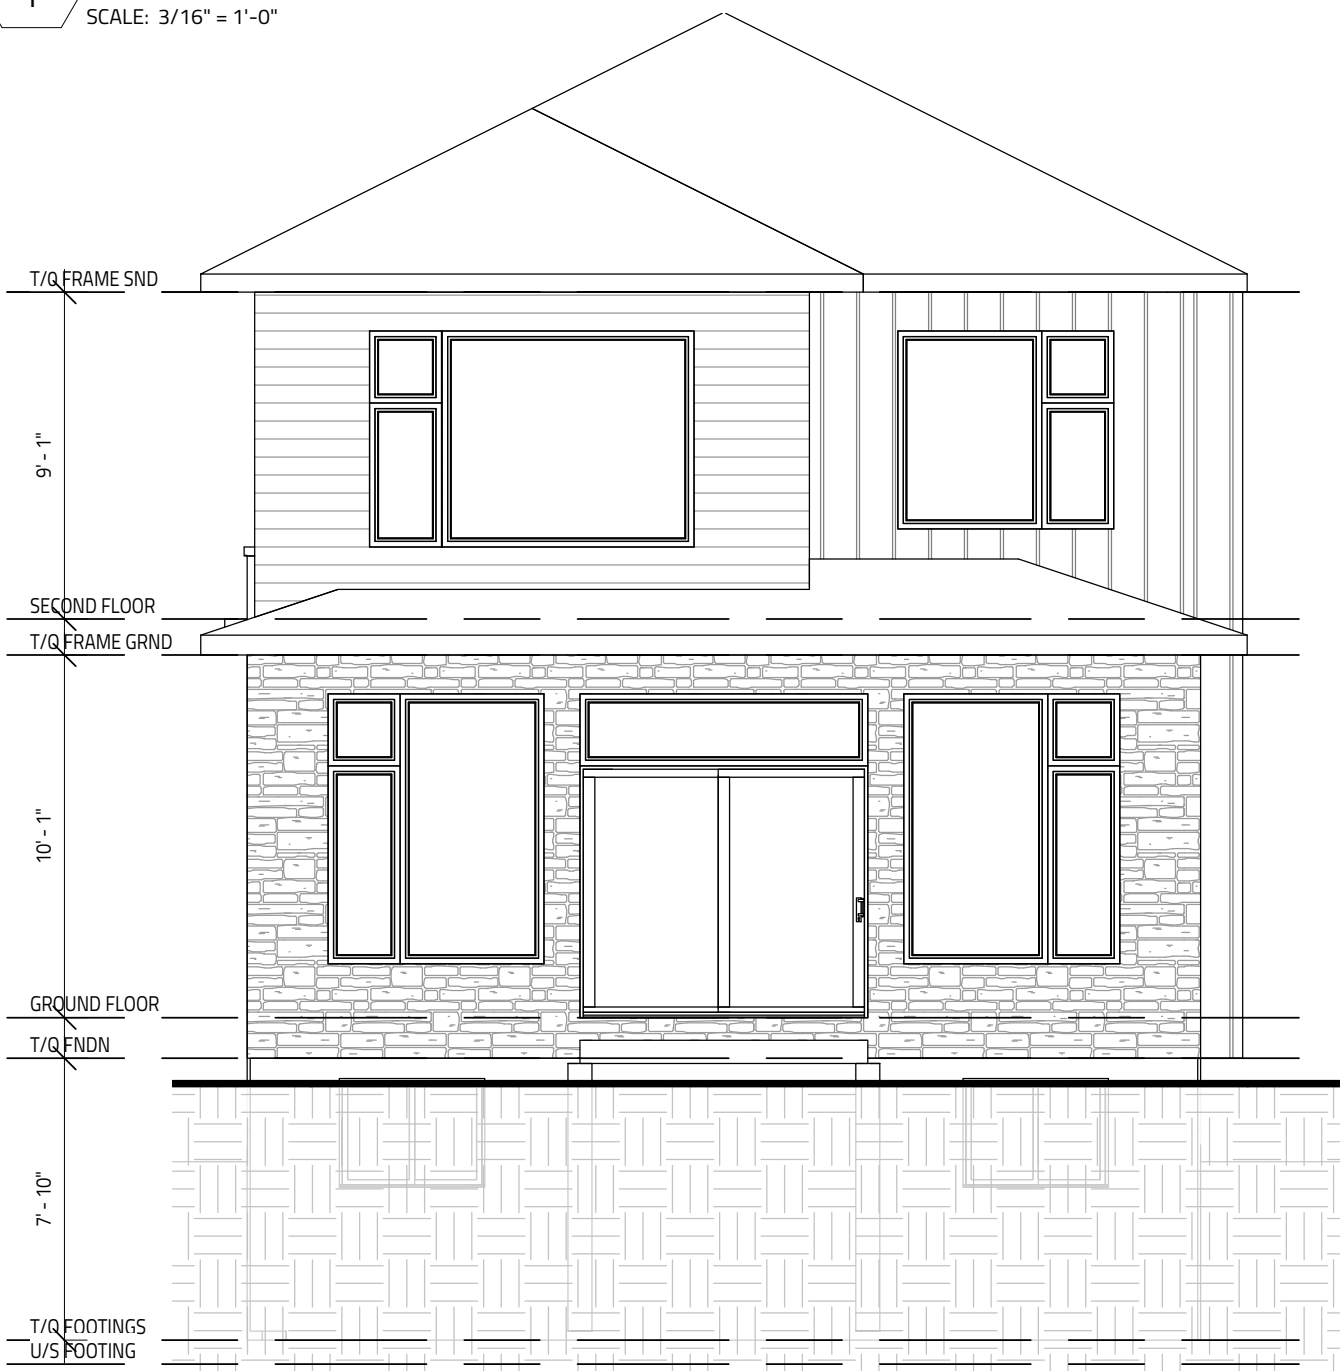 SCALE: 3/16" = 1'-0"
T/O FRAME SND
9' - 1"
SECOND FLOOR
T/O FRAME GRND
10' - 1"
GROUND FLOOR
T/O FNDN
7' - 10"
T/O FOOTINGS
U/S FOOTING